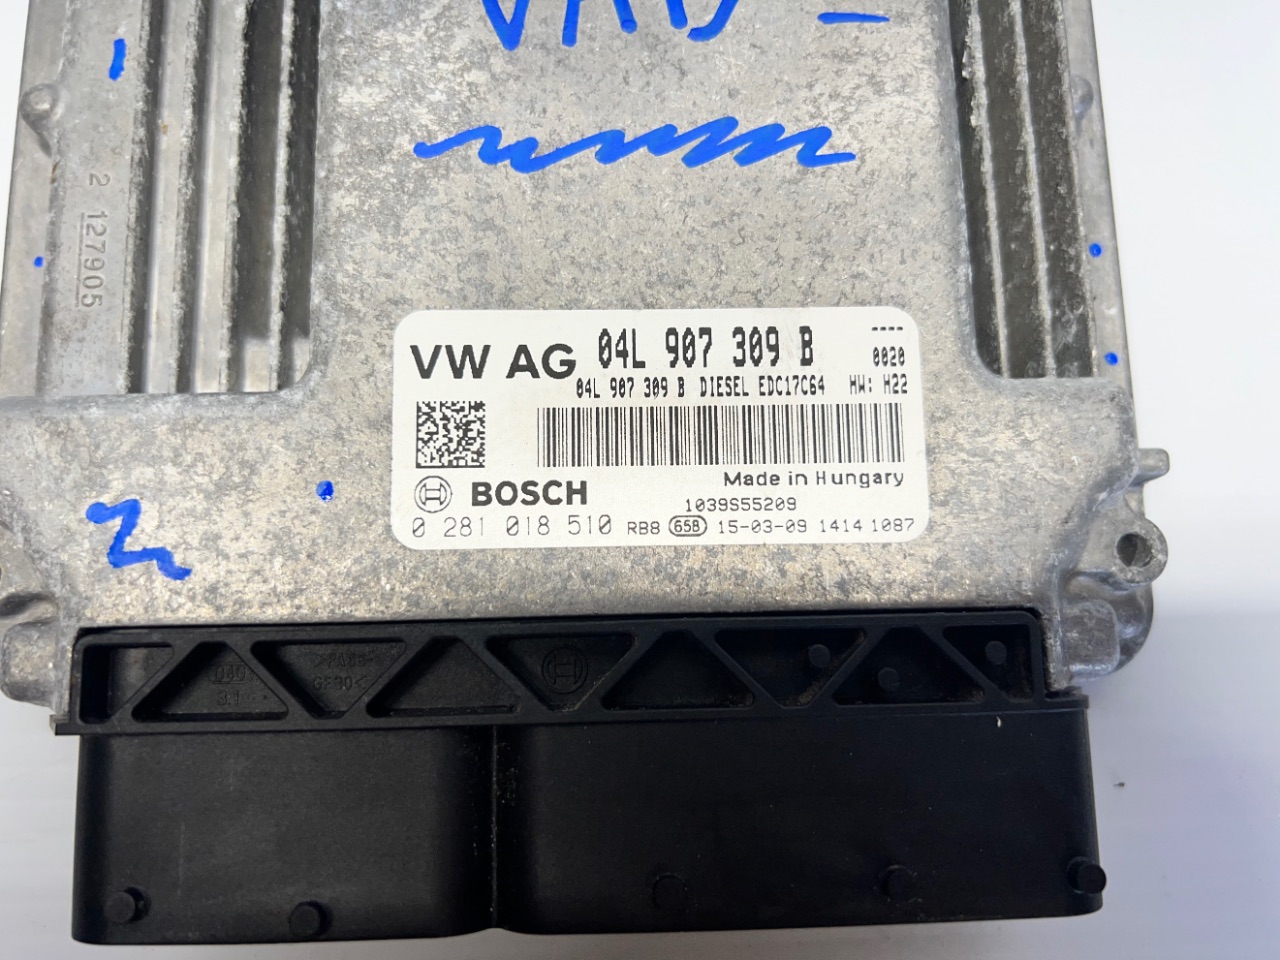 2 127905
VW AG 04L 907 309 B ----
0020
04L 907 309 B DIESEL EDC17C64 HW: H22
Made in Hungary
BOSCH
1039S55209
0 281 018 510 RB8 65B 15-03-09 1414 1087